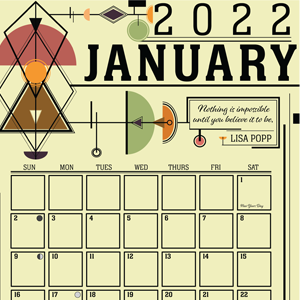 2022
JANUARY
Nothing is impossible
until you believe it to be.
LISA POPP
SUN MON TUES WED THURS FRI SAT
1
New Year's Day
2 3 4 5 6 7 8
9 10 11 12 13 14 15
16 17 18 19 20 21 22